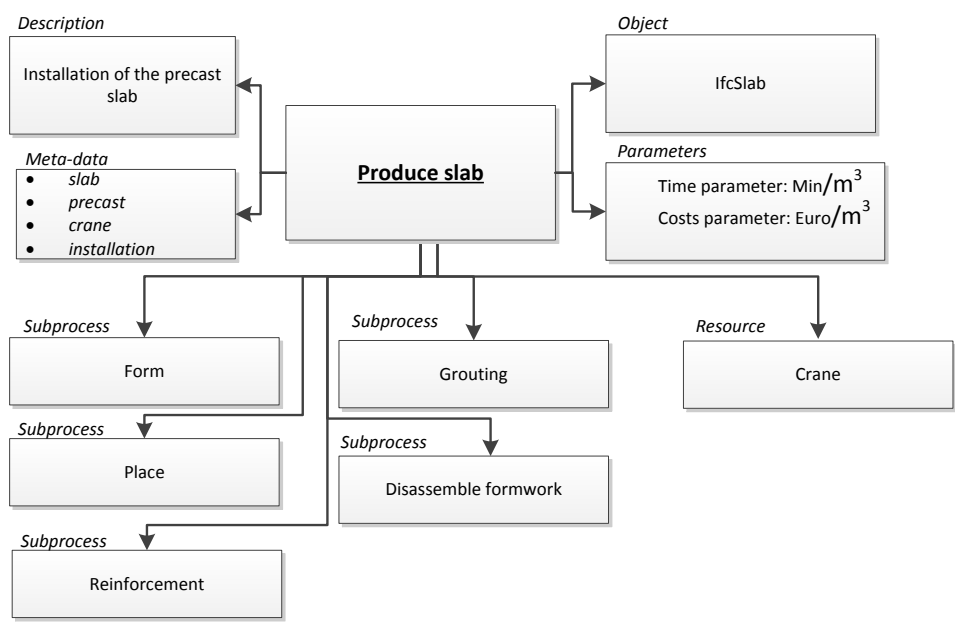 Description
Installation of the precast
slab
Meta-data
• slab
• precast
• crane
• installation
Produce slab
Object
IfcSlab
Parameters
Time parameter: Min/m³
Costs parameter: Euro/m³
Subprocess
Form
Subprocess
Grouting
Resource
Crane
Subprocess
Place
Subprocess
Disassemble formwork
Subprocess
Reinforcement